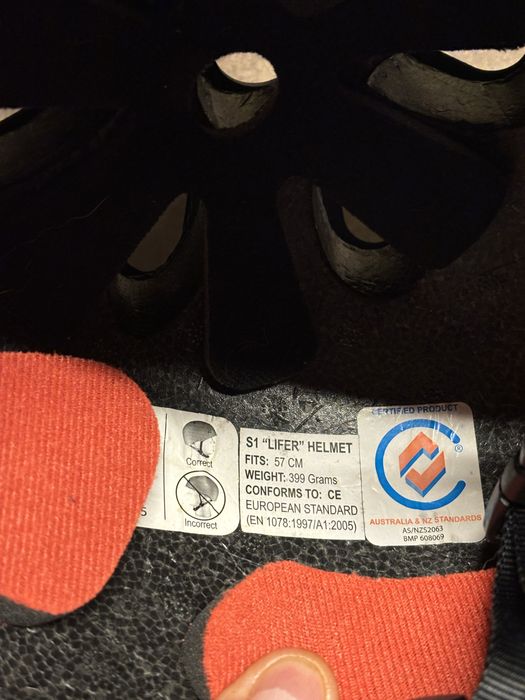 Correct
Incorrect
5
S1 "LIFER" HELMET
FITS: 57 CM
WEIGHT: 399 Grams
CONFORMS TO: CE
EUROPEAN STANDARD
(EN 1078:1997/A1:2005)
CERTIFIED PRODUCT
®
AUSTRALIA & NZ STANDARDS
AS/NZS2063
BMP 608069